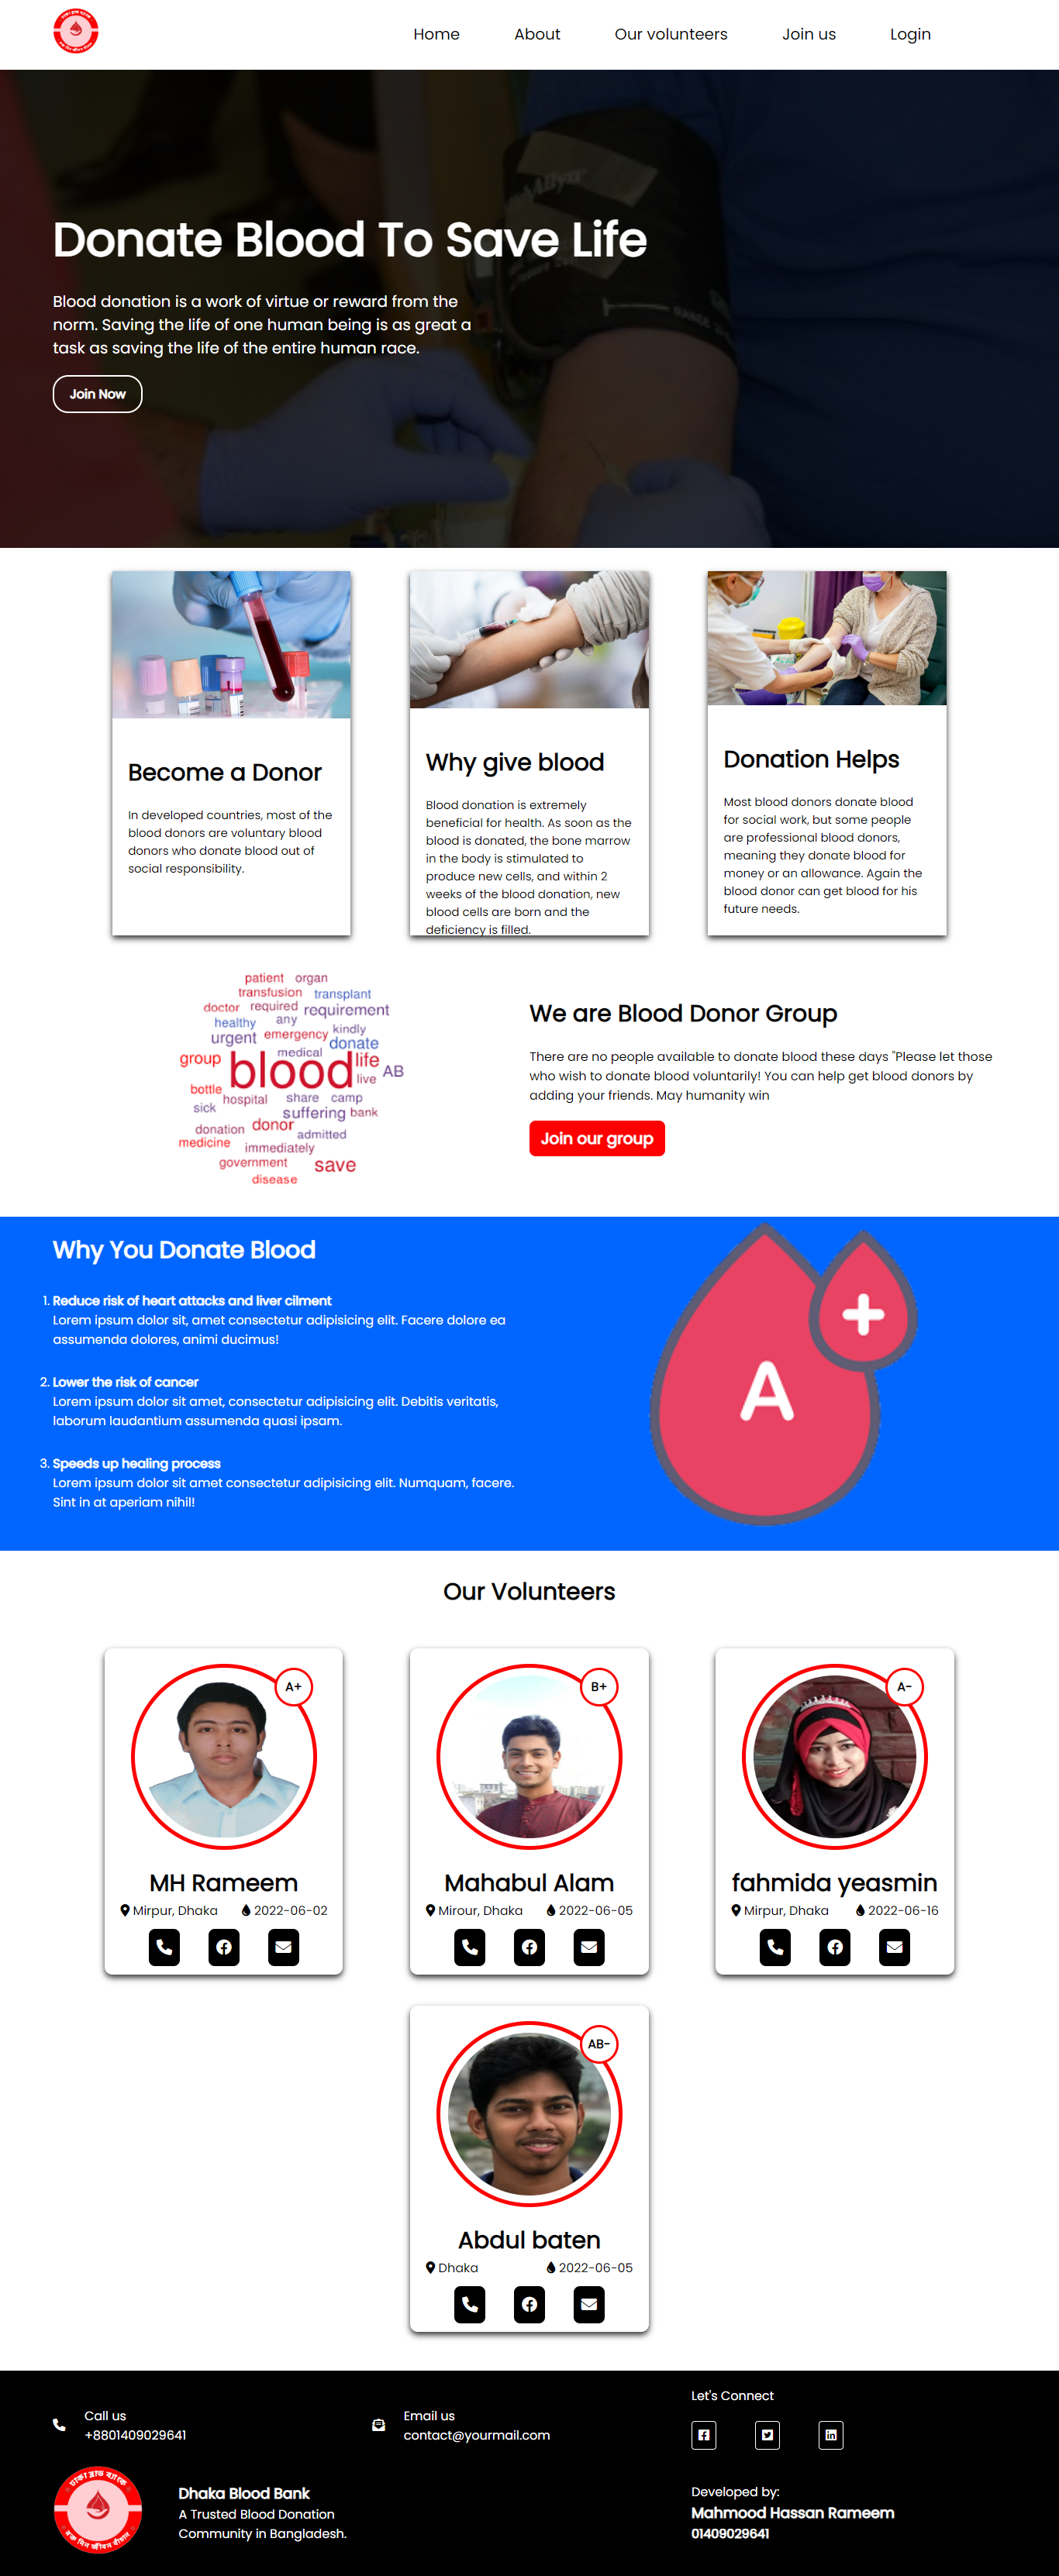 Home About Our volunteers Join us Login
Donate Blood To Save Life
Blood donation is a work of virtue or reward from the
norm. Saving the life of one human being is as great a
task as saving the life of the entire human race.
Join Now
Become a Donor
In developed countries, most of the
blood donors are voluntary blood
donors who donate blood out of
social responsibility.
Why give blood
Blood donation is extremely
beneficial for health. As soon as the
blood is donated, the bone marrow
in the body is stimulated to
produce new cells, and within 2
weeks of the blood donation, new
blood cells are born and the
deficiency is filled.
Donation Helps
Most blood donors donate blood
for social work, but some people
are professional blood donors,
meaning they donate blood for
money or an allowance. Again the
blood donor can get blood for his
future needs.
patient organ
transfusion transplant
doctor required requirement
healthy any kindly
urgent emergency donate
group medical life
blood live AB
bottle hospital share camp
sick suffering bank
donation donor admitted
medicine immediately
government save
disease
We are Blood Donor Group
There are no people available to donate blood these days "Please let those
who wish to donate blood voluntarily! You can help get blood donors by
adding your friends. May humanity win
Join our group
Why You Donate Blood
1. Reduce risk of heart attacks and liver cilment
Lorem ipsum dolor sit, amet consectetur adipisicing elit. Facere dolore ea
assumenda dolores, animi ducimus!
2. Lower the risk of cancer
Lorem ipsum dolor sit amet, consectetur adipisicing elit. Debitis veritatis,
laborum laudantium assumenda quasi ipsam.
3. Speeds up healing process
Lorem ipsum dolor sit amet consectetur adipisicing elit. Numquam, facere.
Sint in at aperiam nihil!
A +
Our Volunteers
A+
MH Rameem
Mirpur, Dhaka 2022-06-02
B+
Mahabul Alam
Mirour, Dhaka 2022-06-05
A-
fahmida yeasmin
Mirpur, Dhaka 2022-06-16
AB-
Abdul baten
Dhaka 2022-06-05
Call us
+8801409029641
Email us
contact@yourmail.com
Let's Connect
ঢাকা ব্লাড ব্যাংক
রক্ত দিন জীবন বাঁচান
Dhaka Blood Bank
A Trusted Blood Donation
Community in Bangladesh.
Developed by:
Mahmood Hassan Rameem
01409029641